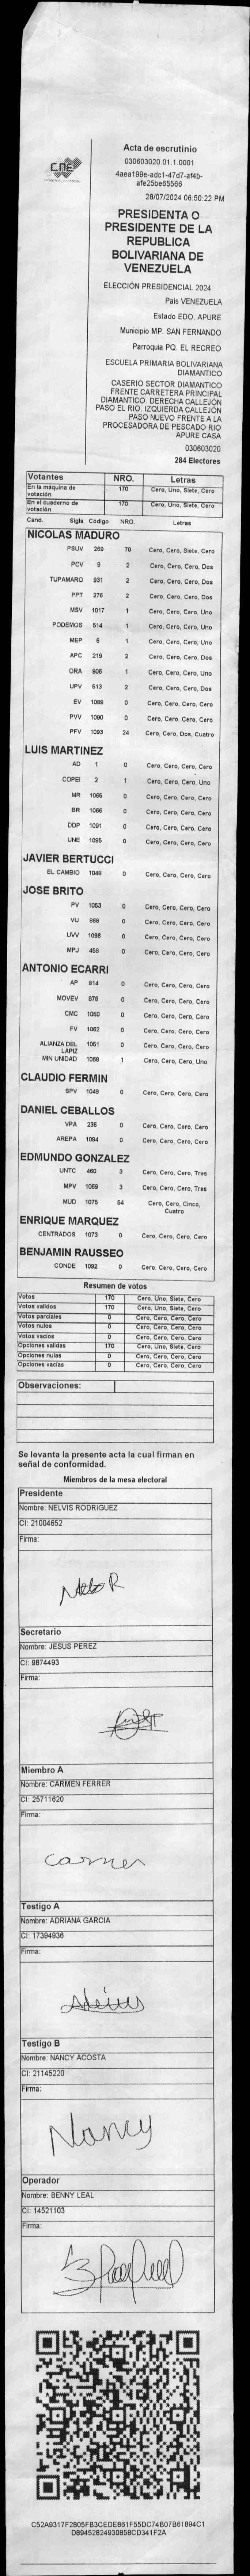 CNE
Acta de escrutinio
030603020.01.1.0001
4aea199e-adc1-47d7-af4b-
afe25be65566
28/07/2024 06:50:22 PM
PRESIDENTA O
PRESIDENTE DE LA
REPUBLICA
BOLIVARIANA DE
VENEZUELA
ELECCIÓN PRESIDENCIAL 2024
Pais VENEZUELA
Estado EDO. APURE
Municipio MP. SAN FERNANDO
Parroquia PQ. EL RECREO
ESCUELA PRIMARIA BOLIVARIANA
DIAMANTICO
CASERIO SECTOR DIAMANTICO
FRENTE CARRETERA PRINCIPAL
DIAMANTICO. DERECHA CALLEJÓN
PASO EL RIO. IZQUIERDA CALLEJÓN
PASO NUEVO FRENTE A LA
PROCESADORA DE PESCADO RIO
APURE CASA
030603020
284 Electores
Votantes NRO. Letras
En la máquina de votación 170 Cero, Uno, Siete, Cero
En el cuaderno de votación 170 Cero, Uno, Siete, Cero
Cand. Sigla Codigo NRO. Letras
NICOLAS MADURO
PSUV 269 70 Cero, Cero, Siete, Cero
PCV 9 2 Cero, Cero, Cero, Dos
TUPAMARO 931 2 Cero, Cero, Cero, Dos
PPT 276 2 Cero, Cero, Cero, Dos
MSV 1017 1 Cero, Cero, Cero, Uno
PODEMOS 514 1 Cero, Cero, Cero, Uno
MEP 6 1 Cero, Cero, Cero, Uno
APC 219 2 Cero, Cero, Cero, Dos
ORA 906 1 Cero, Cero, Cero, Uno
UPV 513 2 Cero, Cero, Cero, Dos
EV 1089 0 Cero, Cero, Cero, Cero
PVV 1090 0 Cero, Cero, Cero, Cero
PFV 1093 24 Cero, Cero, Dos, Cuatro
LUIS MARTINEZ
AD 1 0 Cero, Cero, Cero, Cero
COPEI 2 1 Cero, Cero, Cero, Uno
MR 1065 0 Cero, Cero, Cero, Cero
BR 1066 0 Cero, Cero, Cero, Cero
DDP 1091 0 Cero, Cero, Cero, Cero
UNE 1095 0 Cero, Cero, Cero, Cero
JAVIER BERTUCCI
EL CAMBIO 1048 0 Cero, Cero, Cero, Cero
JOSE BRITO
PV 1053 0 Cero, Cero, Cero, Cero
VU 868 0 Cero, Cero, Cero, Cero
UVV 1096 0 Cero, Cero, Cero, Cero
MPJ 458 0 Cero, Cero, Cero, Cero
ANTONIO ECARRI
AP 814 0 Cero, Cero, Cero, Cero
MOVEV 878 0 Cero, Cero, Cero, Cero
CMC 1050 0 Cero, Cero, Cero, Cero
FV 1062 0 Cero, Cero, Cero, Cero
ALIANZA DEL LAPIZ 1051 0 Cero, Cero, Cero, Cero
MIN UNIDAD 1068 1 Cero, Cero, Cero, Uno
CLAUDIO FERMIN
SPV 1049 0 Cero, Cero, Cero, Cero
DANIEL CEBALLOS
VPA 236 0 Cero, Cero, Cero, Cero
AREPA 1094 0 Cero, Cero, Cero, Cero
EDMUNDO GONZALEZ
UNTC 460 3 Cero, Cero, Cero, Tres
MPV 1069 3 Cero, Cero, Cero, Tres
MUD 1075 54 Cero, Cero, Cinco,
Cuatro
ENRIQUE MARQUEZ
CENTRADOS 1073 0 Cero, Cero, Cero, Cero
BENJAMIN RAUSSEO
CONDE 1092 0 Cero, Cero, Cero, Cero
Resumen de votos
Votos 170 Cero, Uno, Siete, Cero
Votos validos 170 Cero, Uno, Siete, Cero
Votos parciales 0 Cero, Cero, Cero, Cero
Votos nulos 0 Cero, Cero, Cero, Cero
Votos vacios 0 Cero, Cero, Cero, Cero
Opciones validas 170 Cero, Uno, Siete, Cero
Opciones nulas 0 Cero, Cero, Cero, Cero
Opciones vacias 0 Cero, Cero, Cero, Cero
Observaciones:
Se levanta la presente acta la cual firman en
señal de conformidad.
Miembros de la mesa electoral
Presidente
Nombre: NELVIS RODRIGUEZ
CI: 21004652
Firma:
Secretario
Nombre: JESUS PEREZ
CI: 9874493
Firma:
Miembro A
Nombre: CARMEN FERRER
CI: 25711620
Firma:
Carmen
Testigo A
Nombre: ADRIANA GARCIA
CI: 17394936
Firma:
Testigo B
Nombre: NANCY ACOSTA
CI: 21145220
Firma:
Nancy
Operador
Nombre: BENNY LEAL
CI: 14521103
Firma:
C52A9317F2805FB3CEDEB61F55DC74B07B61894C1
D89452824930858CD341F2A